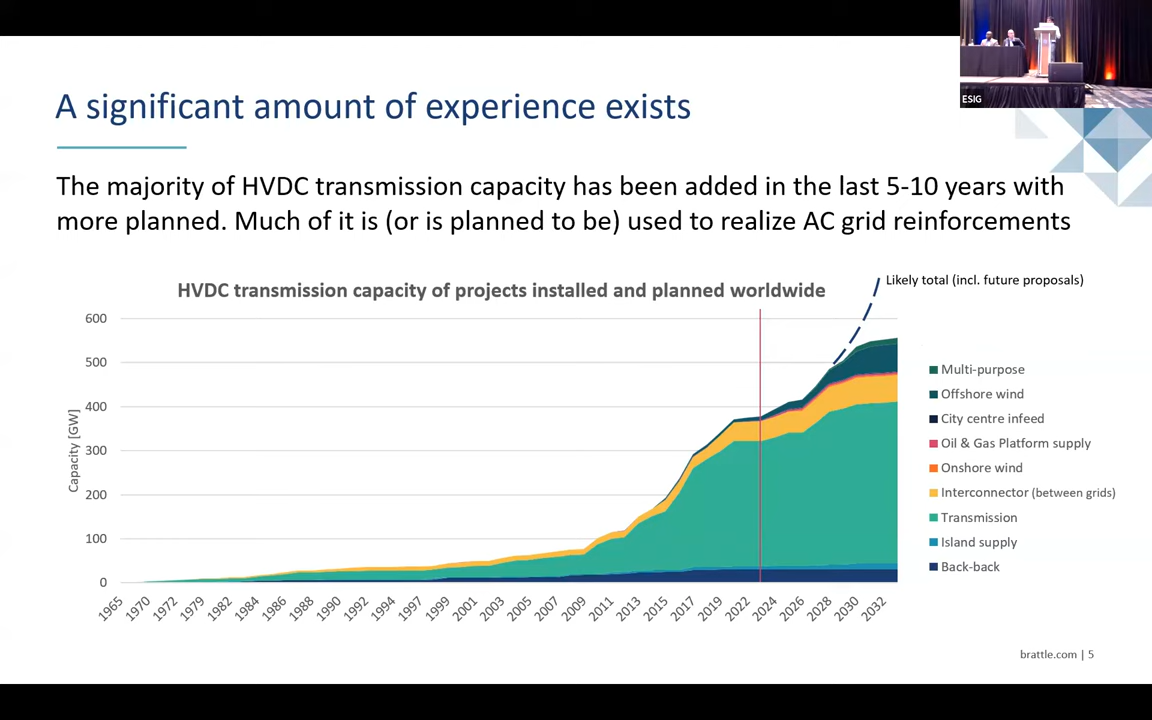 ESIG
A significant amount of experience exists
The majority of HVDC transmission capacity has been added in the last 5-10 years with
more planned. Much of it is (or is planned to be) used to realize AC grid reinforcements
HVDC transmission capacity of projects installed and planned worldwide
Likely total (incl. future proposals)
Capacity [GW]
600
500
400
300
200
100
0
1965 1970 1972 1979 1982 1984 1986 1988 1990 1992 1994 1997 1999 2001 2003 2005 2007 2009 2011 2013 2015 2017 2019 2022 2024 2026 2028 2030 2032
Multi-purpose
Offshore wind
City centre infeed
Oil & Gas Platform supply
Onshore wind
Interconnector (between grids)
Transmission
Island supply
Back-back
brattle.com | 5